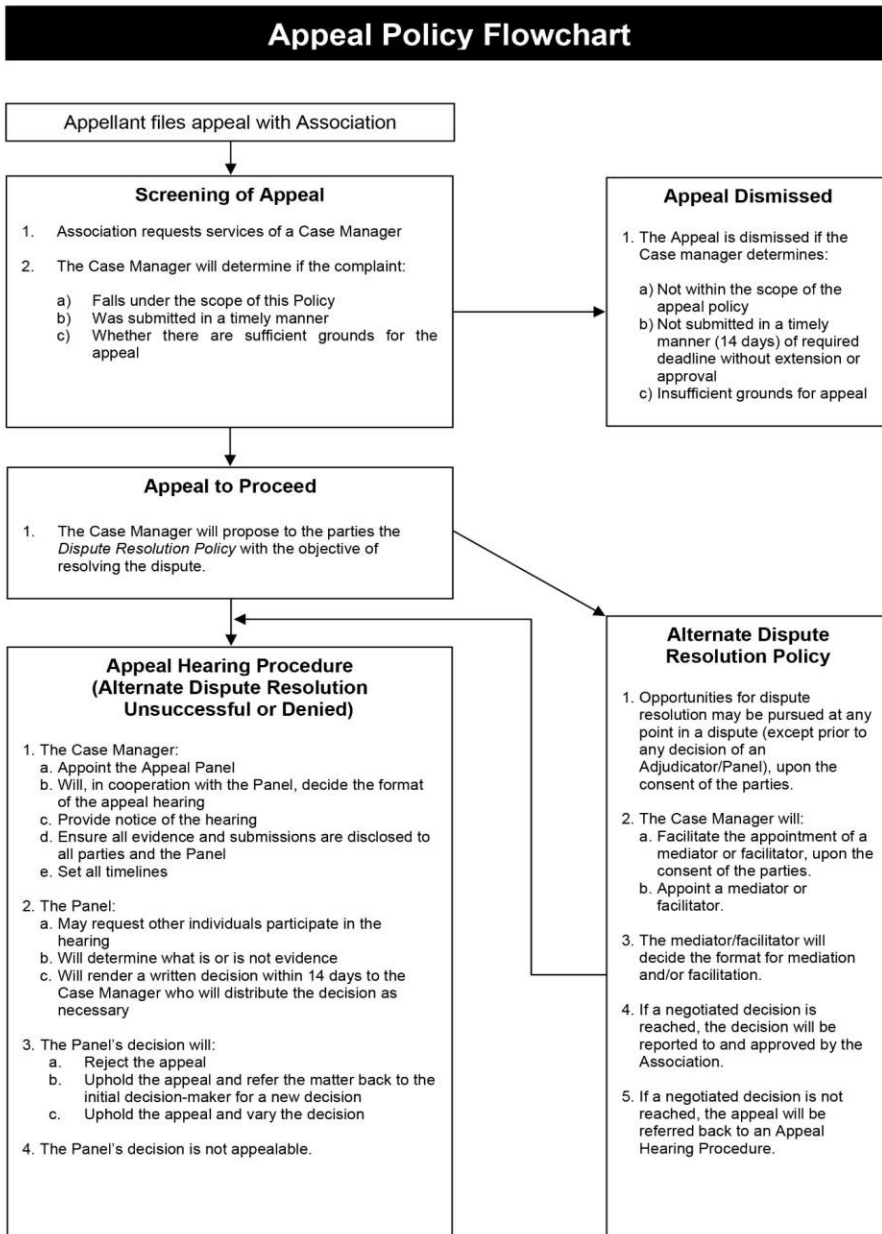 Appeal Policy Flowchart
Appellant files appeal with Association
Screening of Appeal
1. Association requests services of a Case Manager
2. The Case Manager will determine if the complaint:
a) Falls under the scope of this Policy
b) Was submitted in a timely manner
c) Whether there are sufficient grounds for the
appeal
Appeal Dismissed
1. The Appeal is dismissed if the
Case manager determines:
a) Not within the scope of the
appeal policy
b) Not submitted in a timely
manner (14 days) of required
deadline without extension or
approval
c) Insufficient grounds for appeal
Appeal to Proceed
1. The Case Manager will propose to the parties the
Dispute Resolution Policy with the objective of
resolving the dispute.
Appeal Hearing Procedure
(Alternate Dispute Resolution
Unsuccessful or Denied)
1. The Case Manager:
a. Appoint the Appeal Panel
b. Will, in cooperation with the Panel, decide the format
of the appeal hearing
c. Provide notice of the hearing
d. Ensure all evidence and submissions are disclosed to
all parties and the Panel
e. Set all timelines
2. The Panel:
a. May request other individuals participate in the
hearing
b. Will determine what is or is not evidence
c. Will render a written decision within 14 days to the
Case Manager who will distribute the decision as
necessary
3. The Panel's decision will:
a. Reject the appeal
b. Uphold the appeal and refer the matter back to the
initial decision-maker for a new decision
c. Uphold the appeal and vary the decision
4. The Panel's decision is not appealable.
Alternate Dispute
Resolution Policy
1. Opportunities for dispute
resolution may be pursued at any
point in a dispute (except prior to
any decision of an
Adjudicator/Panel), upon the
consent of the parties.
2. The Case Manager will:
a. Facilitate the appointment of a
mediator or facilitator, upon the
consent of the parties.
b. Appoint a mediator or
facilitator.
3. The mediator/facilitator will
decide the format for mediation
and/or facilitation.
4. If a negotiated decision is
reached, the decision will be
reported to and approved by the
Association.
5. If a negotiated decision is not
reached, the appeal will be
referred back to an Appeal
Hearing Procedure.